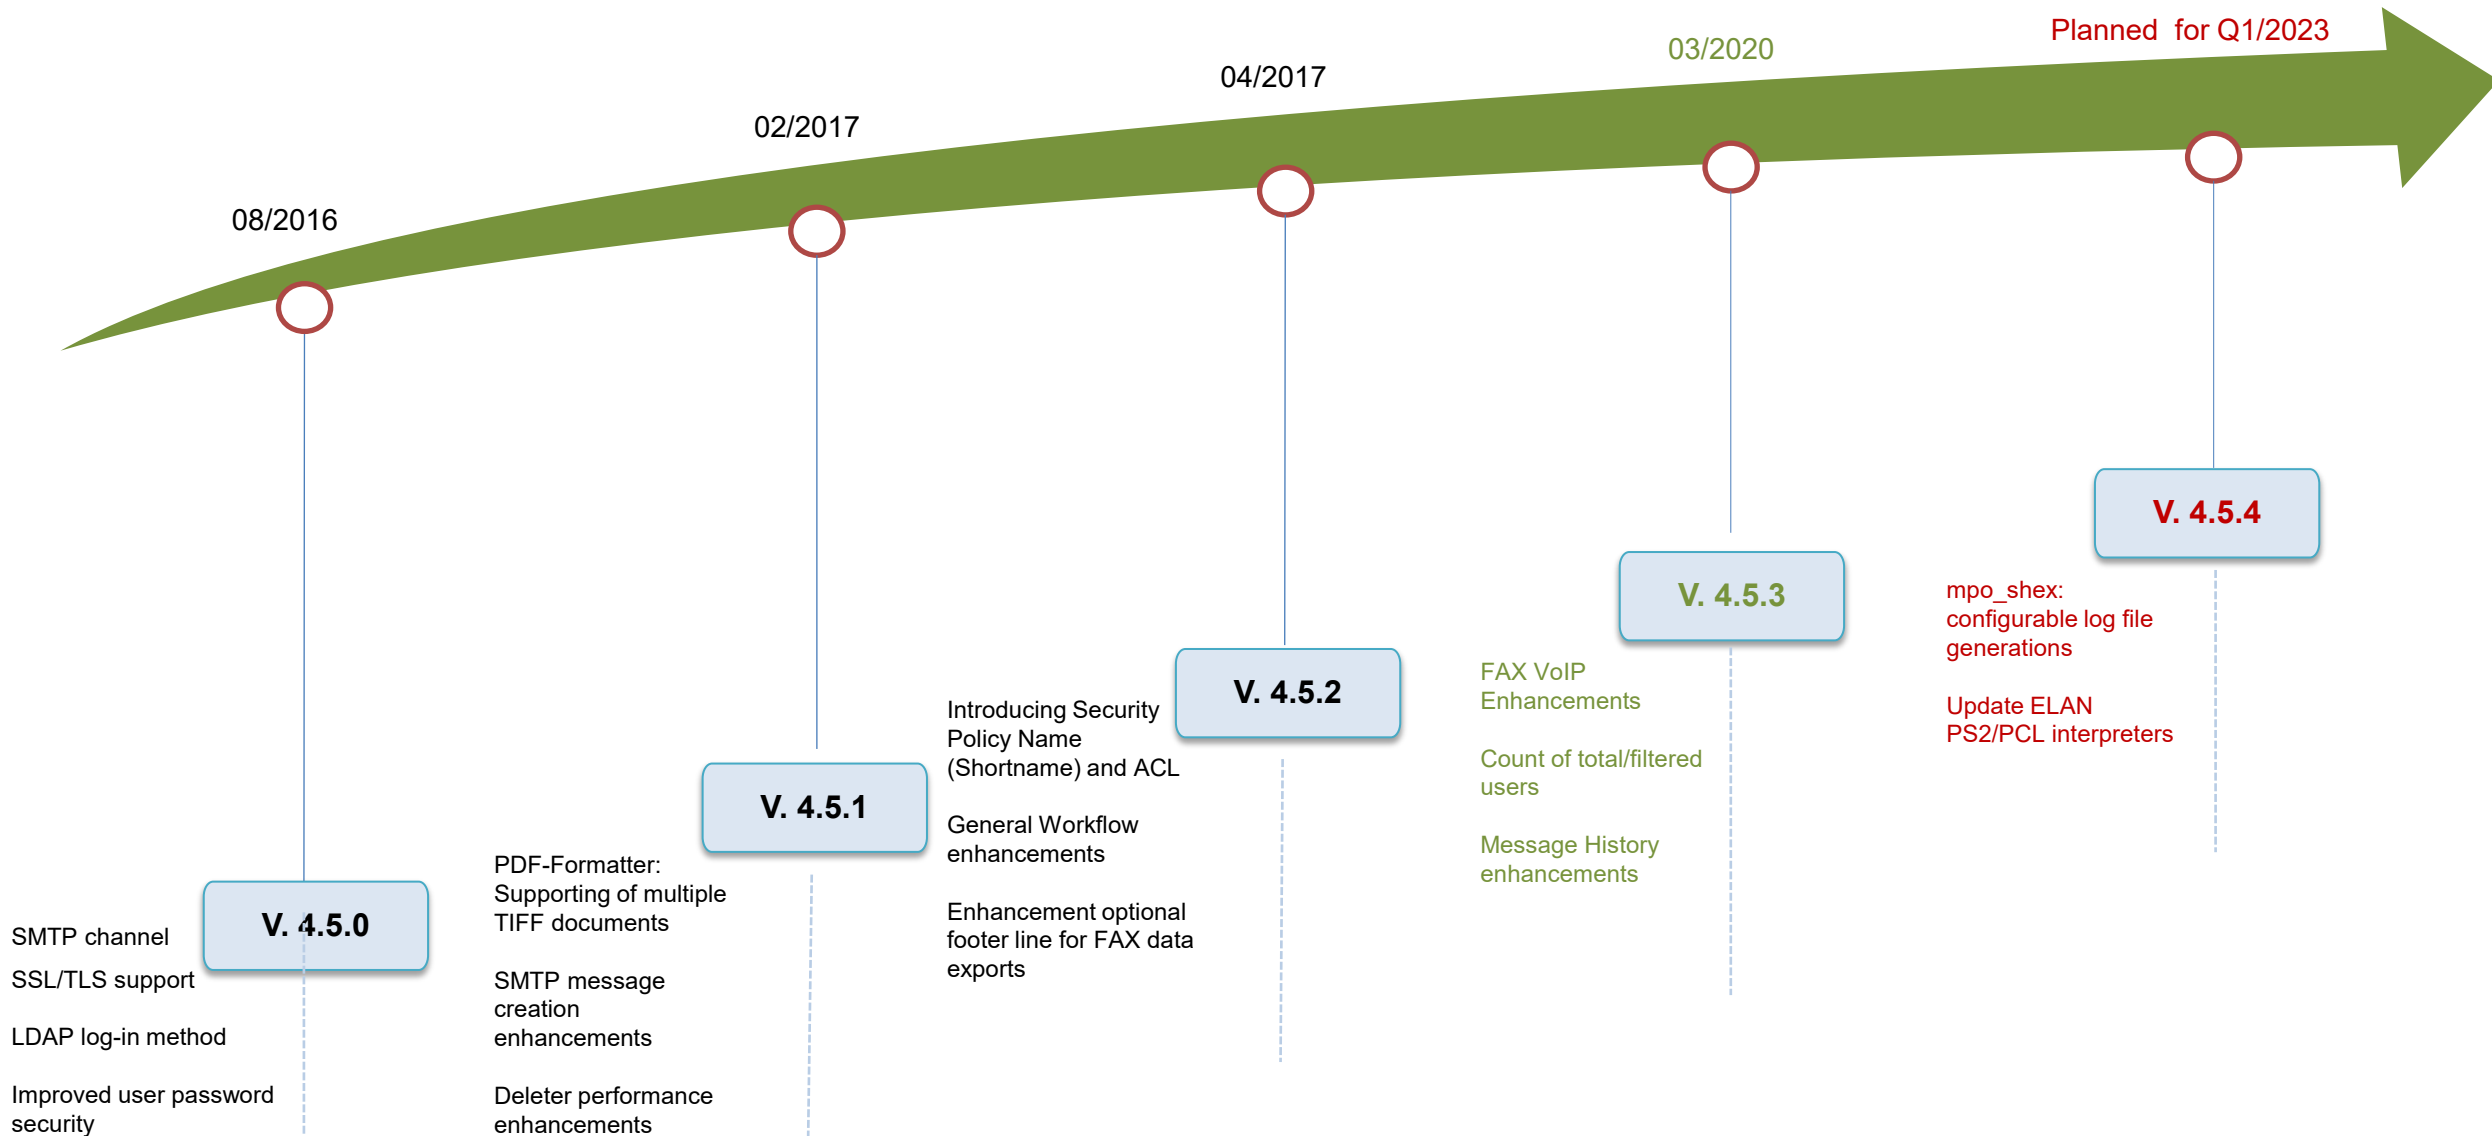 08/2016
02/2017
04/2017
03/2020
Planned  for Q1/2023
V. 4.5.0
SMTP channel
SSL/TLS support
LDAP log-in method
Improved user password
security
V. 4.5.1
PDF-Formatter:
Supporting of multiple
TIFF documents
SMTP message
creation
enhancements
Deleter performance
enhancements
V. 4.5.2
Introducing Security
Policy Name
(Shortname) and ACL
General Workflow
enhancements
Enhancement optional
footer line for FAX data
exports
V. 4.5.3
FAX VoIP
Enhancements
Count of total/filtered
users
Message History
enhancements
V. 4.5.4
mpo_shex:
configurable log file
generations
Update ELAN
PS2/PCL interpreters